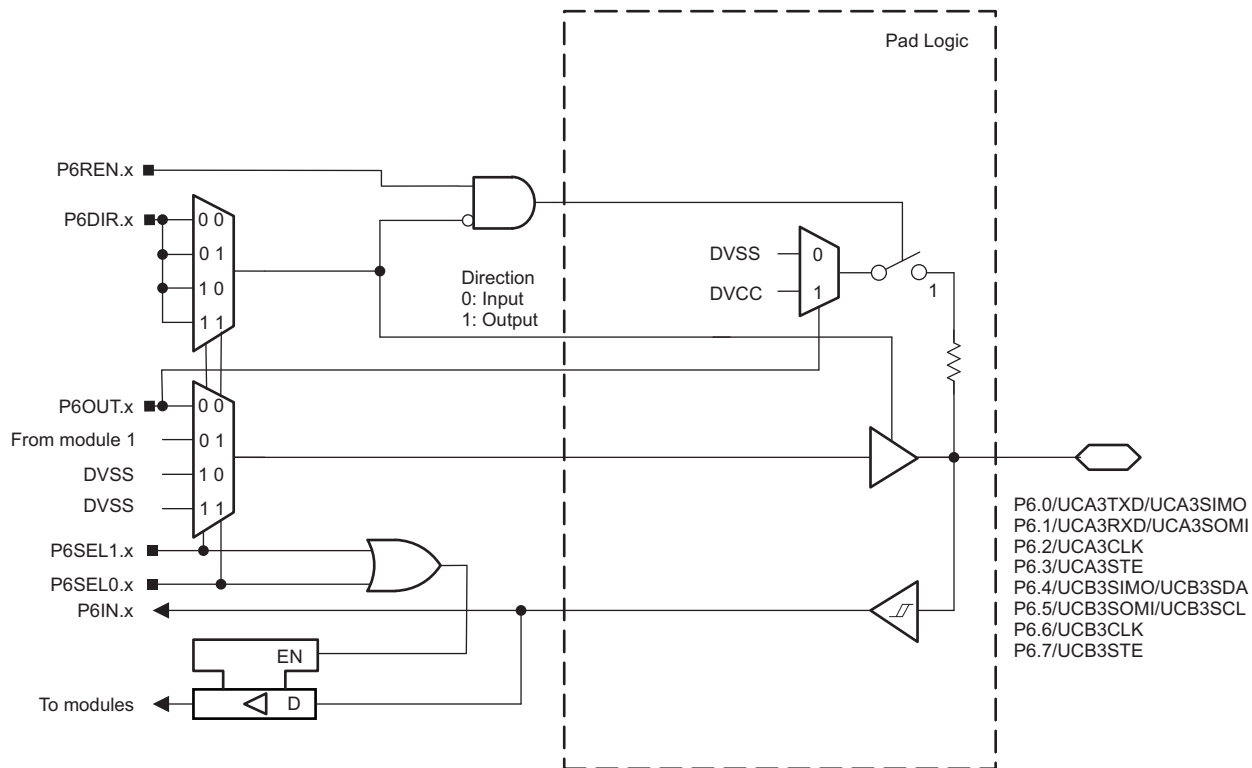 Pad Logic
P6REN.x
P6DIR.x
0 0
0 1
1 0
1 1
Direction
0: Input
1: Output
DVSS
0
DVCC
1
1
P6OUT.x
0 0
From module 1
0 1
DVSS
1 0
DVSS
1 1
P6SEL1.x
P6SEL0.x
P6IN.x
EN
To modules
D
P6.0/UCA3TXD/UCA3SIMO
P6.1/UCA3RXD/UCA3SOMI
P6.2/UCA3CLK
P6.3/UCA3STE
P6.4/UCB3SIMO/UCB3SDA
P6.5/UCB3SOMI/UCB3SCL
P6.6/UCB3CLK
P6.7/UCB3STE